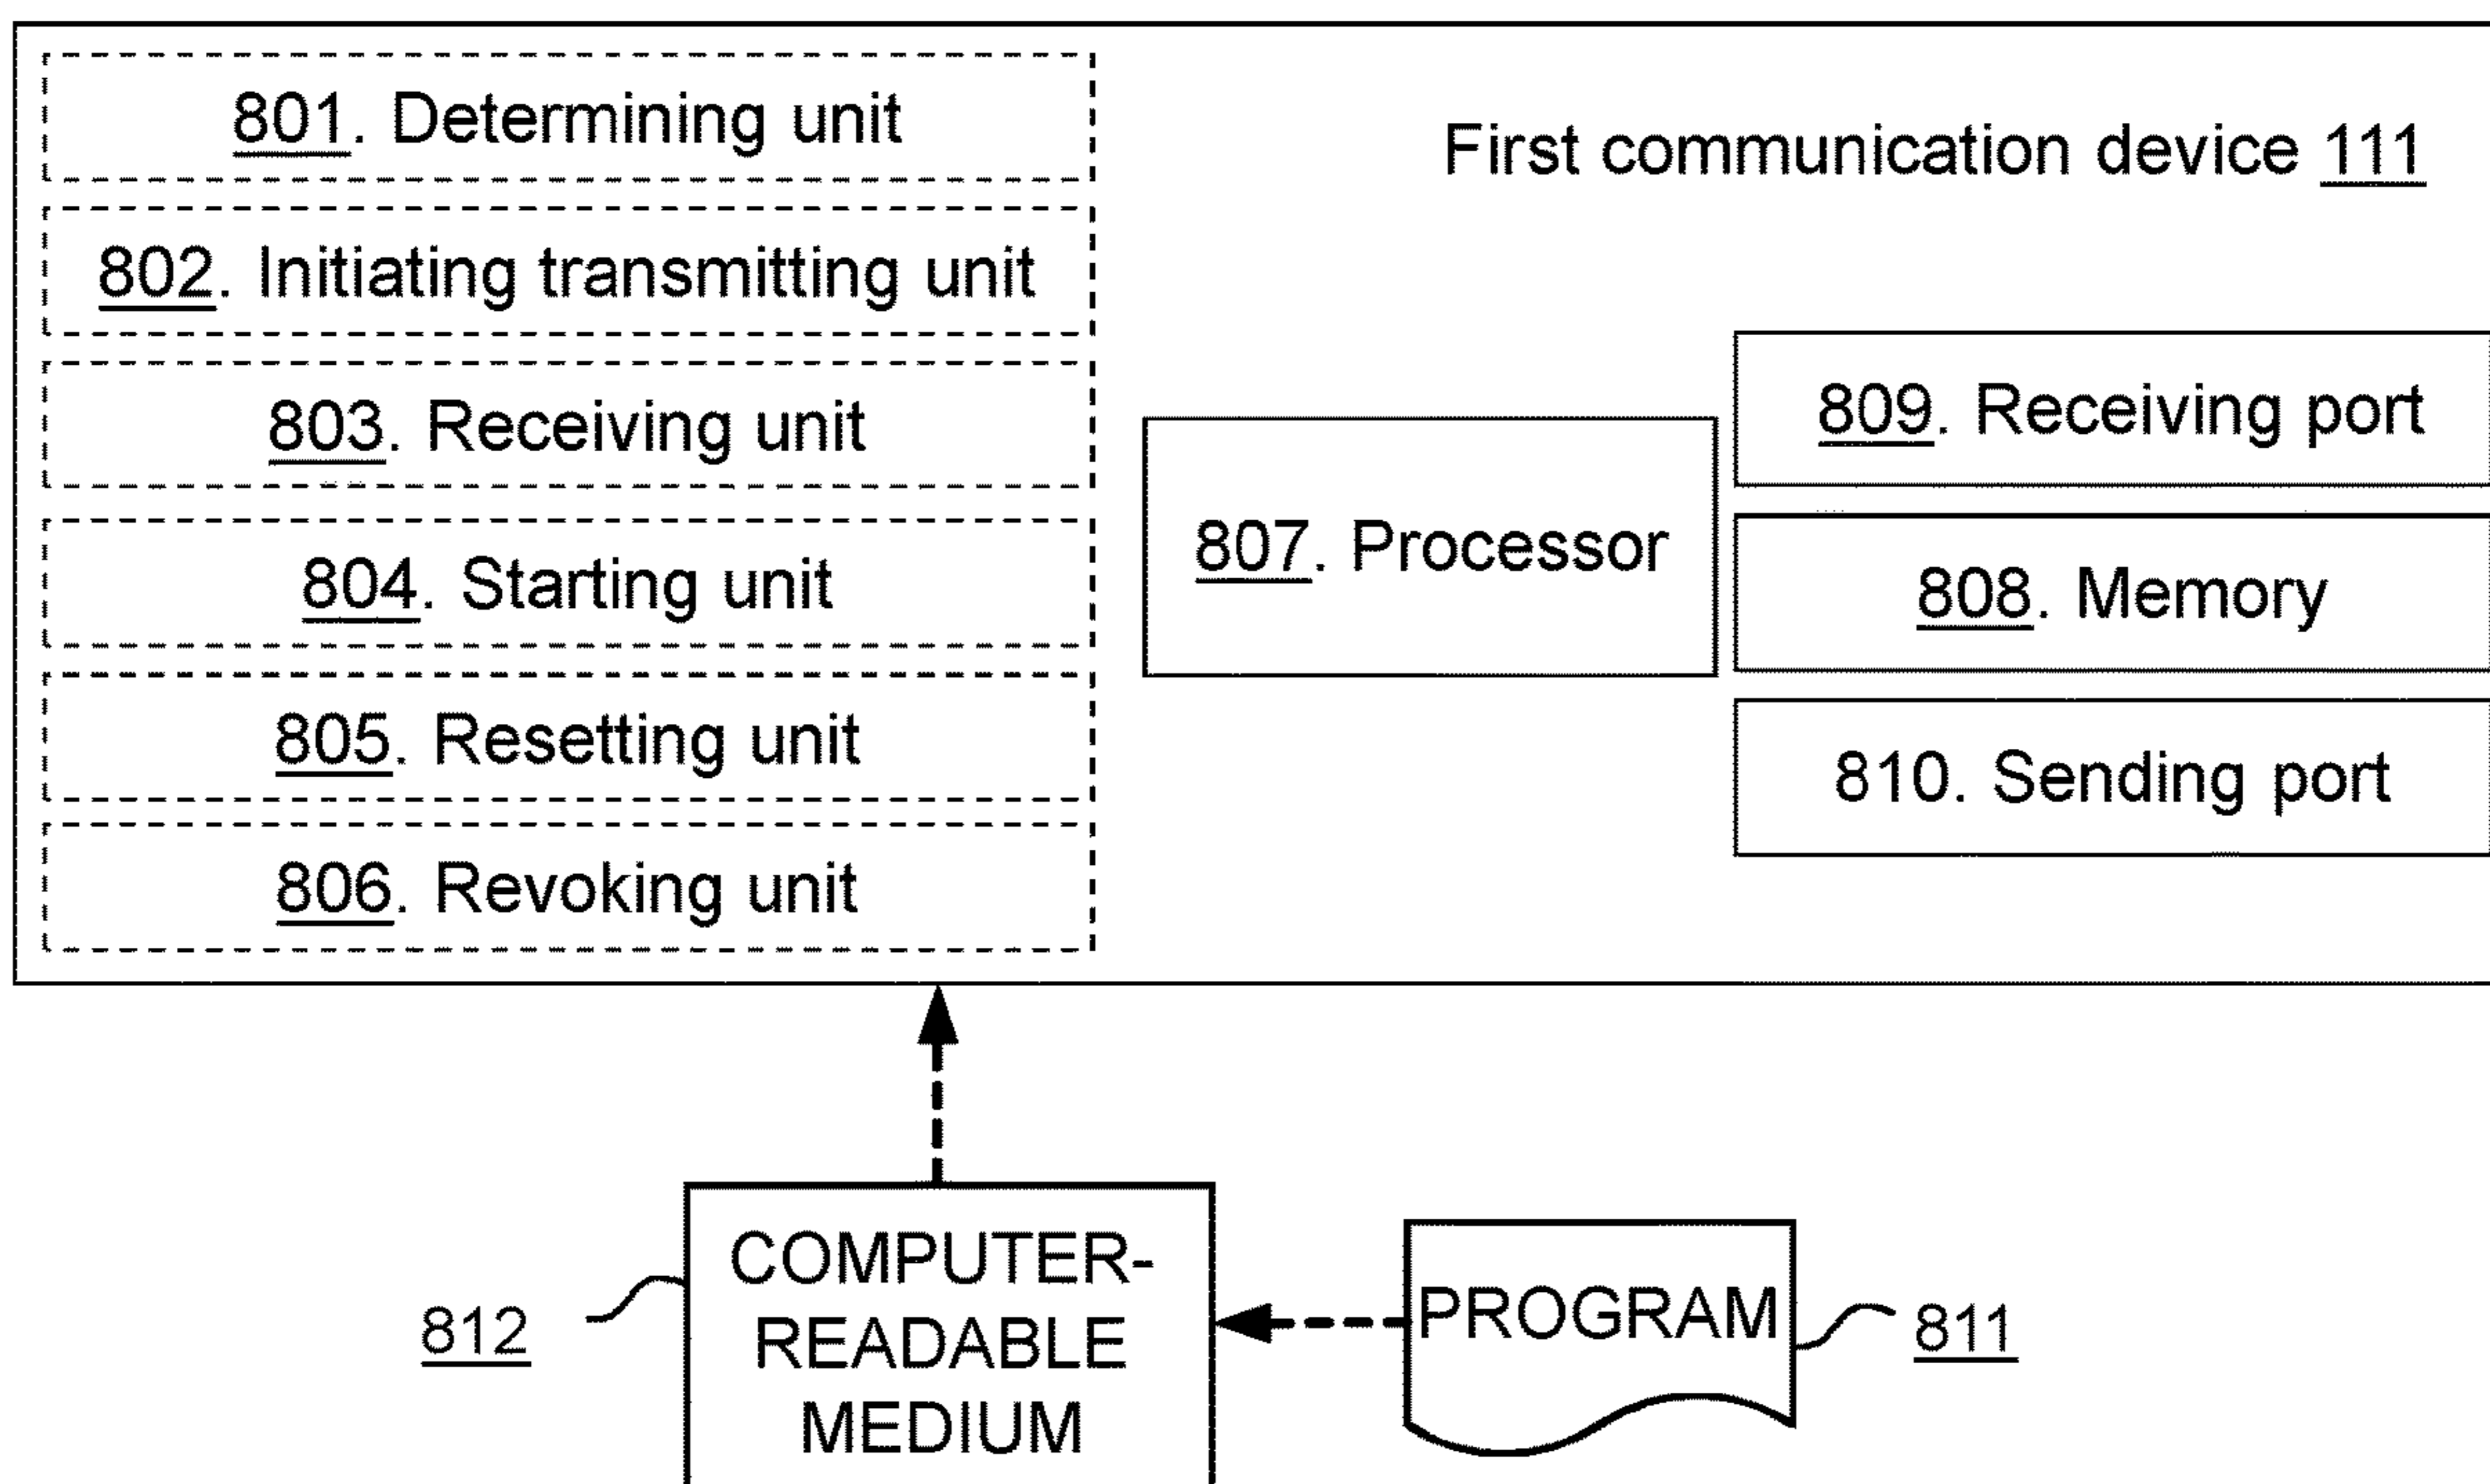 801. Determining unit
First communication device 111
802. Initiating transmitting unit
803. Receiving unit
809. Receiving port
807. Processor
804. Starting unit
808. Memory
805. Resetting unit
810. Sending port
806. Revoking unit
COMPUTER-
READABLE
MEDIUM
812
PROGRAM
811